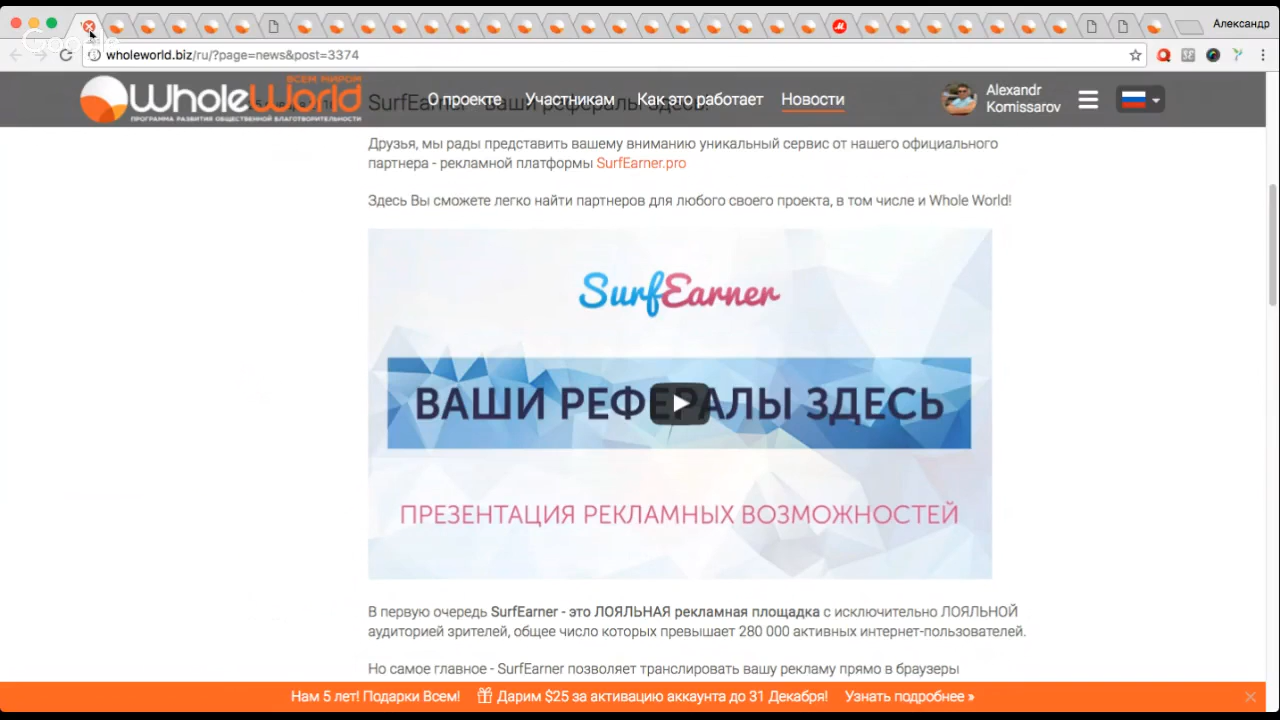 Александр
Google
wholeworld.biz/ru/?page=news&post=3374
ВСЕМ МИРОМ
WholeWorld
ПРОГРАММА РАЗВИТИЯ ОБЩЕСТВЕННОЙ БЛАГОТВОРИТЕЛЬНОСТИ
SurfEarner - ваши рефералы здесь!
О проекте Участникам Как это работает Новости
Alexandr
Komissarov
Друзья, мы рады представить вашему вниманию уникальный сервис от нашего официального
партнера - рекламной платформы SurfEarner.pro
Здесь Вы сможете легко найти партнеров для любого своего проекта, в том числе и Whole World!
SurfEarner
ВАШИ РЕФЕРАЛЫ ЗДЕСЬ
ПРЕЗЕНТАЦИЯ РЕКЛАМНЫХ ВОЗМОЖНОСТЕЙ
В первую очередь SurfEarner - это ЛОЯЛЬНАЯ рекламная площадка с исключительно ЛОЯЛЬНОЙ
аудиторией зрителей, общее число которых превышает 280 000 активных интернет-пользователей.
Но самое главное - SurfEarner позволяет транслировать вашу рекламу прямо в браузеры
Нам 5 лет! Подарки Всем! Дарим $25 за активацию аккаунта до 31 Декабря! Узнать подробнее »